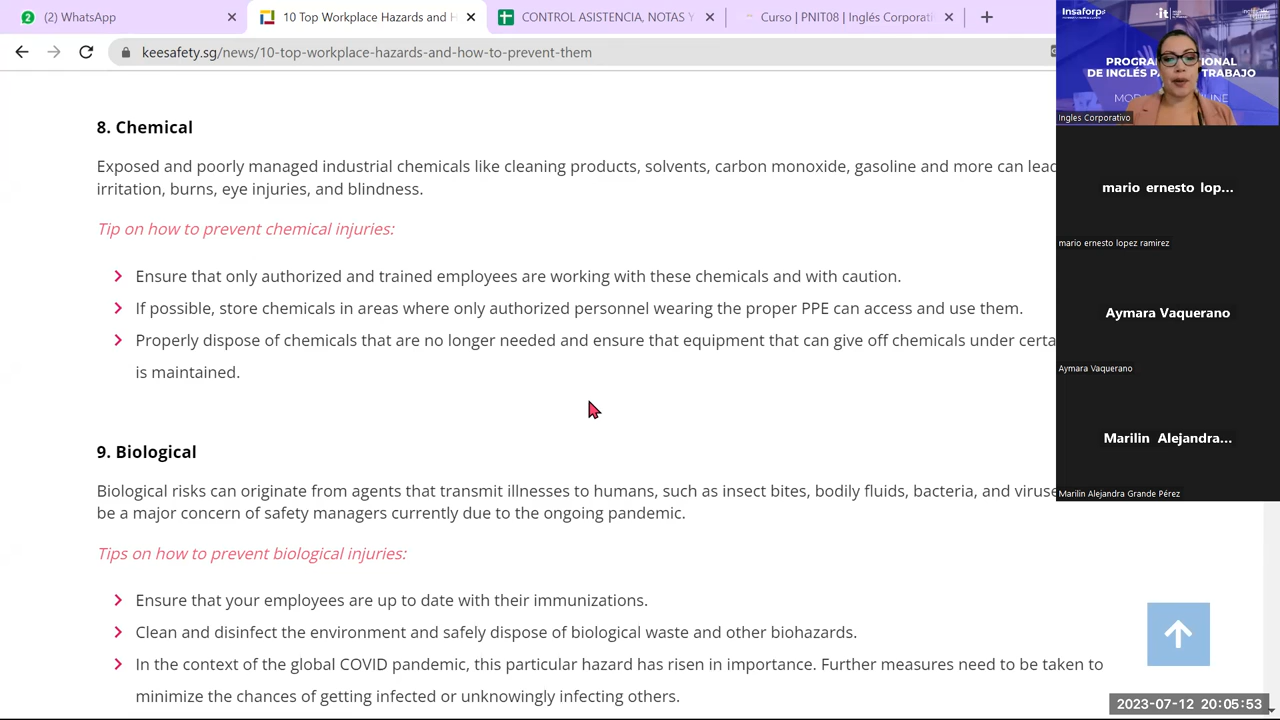 2 (2) WhatsApp × 10 Top Workplace Hazards and H × ASISTEN NOTAS × Curso | PNT08 | Inglés Corporati × +
keesafety.sg/news/10-top-workplace-hazards-and-how-to-prevent-them
Insaforp
it
PROGRA IONAL
DE INGLÉS PA TRABAJO
Ingles Corporativo
mario ernesto lop...
mario ernesto lopez ramirez
Aymara Vaquerano
Aymara Vaquerano
Marilin Alejandra...
Marilin Alejandra Grande Pérez
8. Chemical
Exposed and poorly managed industrial chemicals like cleaning products, solvents, carbon monoxide, gasoline and more can lead
irritation, burns, eye injuries, and blindness.
Tip on how to prevent chemical injuries:
Ensure that only authorized and trained employees are working with these chemicals and with caution.
If possible, store chemicals in areas where only authorized personnel wearing the proper PPE can access and use them.
Properly dispose of chemicals that are no longer needed and ensure that equipment that can give off chemicals under certa
is maintained.
9. Biological
Biological risks can originate from agents that transmit illnesses to humans, such as insect bites, bodily fluids, bacteria, and viruse
be a major concern of safety managers currently due to the ongoing pandemic.
Tips on how to prevent biological injuries:
Ensure that your employees are up to date with their immunizations.
Clean and disinfect the environment and safely dispose of biological waste and other biohazards.
In the context of the global COVID pandemic, this particular hazard has risen in importance. Further measures need to be taken to
minimize the chances of getting infected or unknowingly infecting others.
2023-07-12 20:05:53